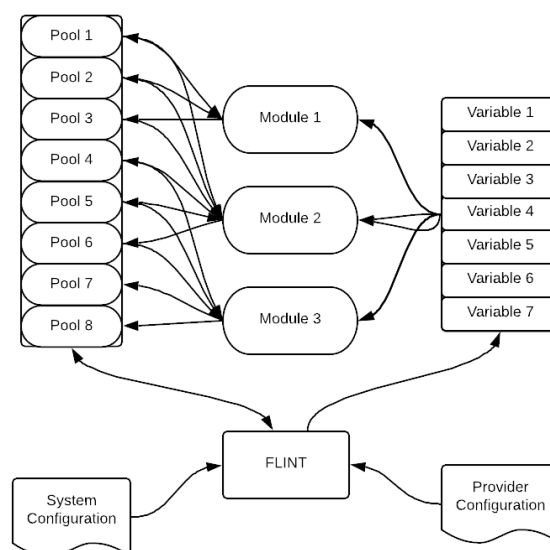 Pool 1
Pool 2
Pool 3
Pool 4
Pool 5
Pool 6
Pool 7
Pool 8
Module 1
Module 2
Module 3
Variable 1
Variable 2
Variable 3
Variable 4
Variable 5
Variable 6
Variable 7
FLINT
System
Configuration
Provider
Configuration